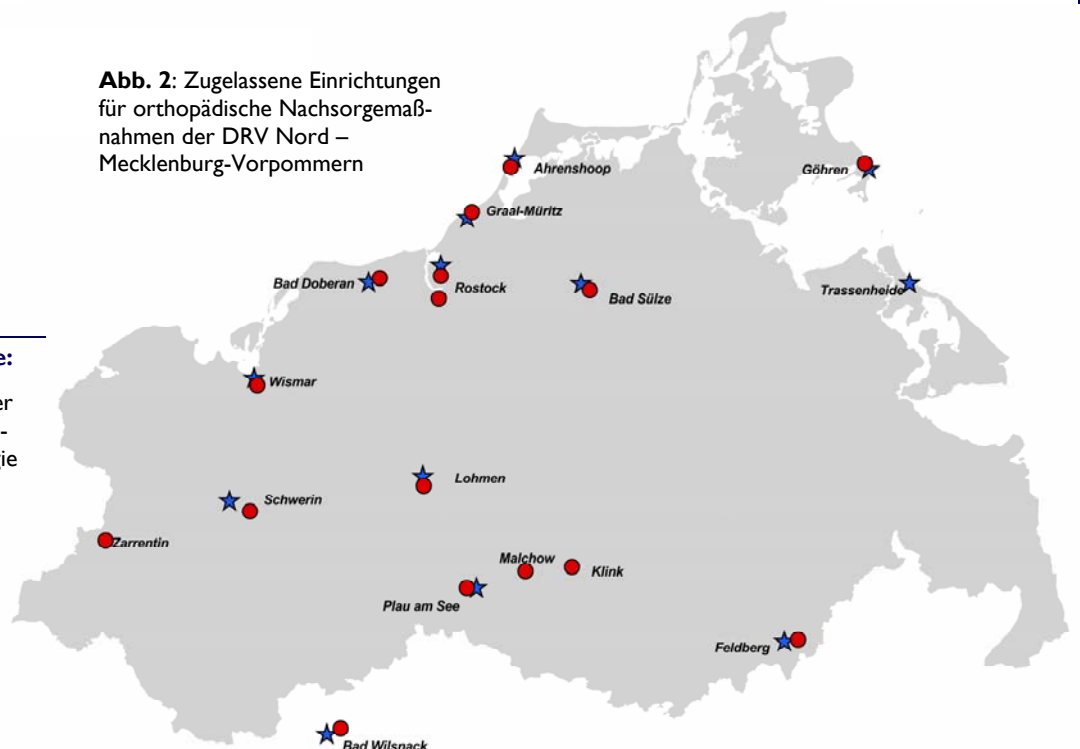 Abb. 2: Zugelassene Einrichtungen
für orthopädische Nachsorgemaß-
nahmen der DRV Nord –
Mecklenburg-Vorpommern
Ahrenshoop
Göhren
Graal-Müritz
Bad Doberan
Rostock
Bad Sülze
Trassenheide
e:
Wismar
er
-
gie
Lohmen
Schwerin
Zarrentin
Malchow
Klink
Plau am See
Feldberg
Bad Wilsnack